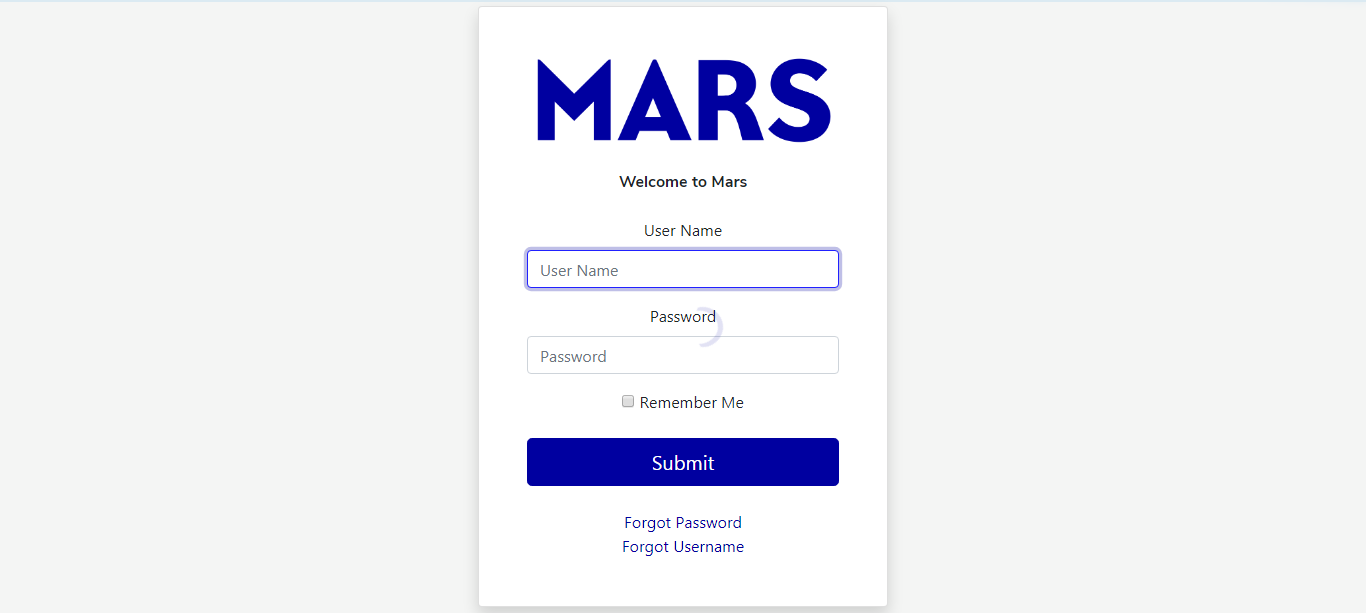 MARS
Welcome to Mars
User Name
User Name
Password
Password
Remember Me
Submit
Forgot Password
Forgot Username